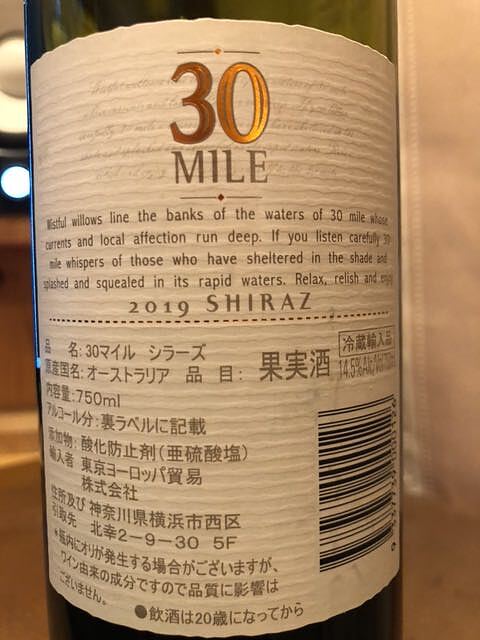 30
MILE
Wistful willows line the banks of the waters of 30 mile whose
currents and local affection run deep. If you listen carefully 30
mile whispers of those who have sheltered in the shade and
splashed and squealed in its rapid waters. Relax, relish and enjoy
2019 SHIRAZ
品 名:30マイル シラーズ
冷蔵輸入品
原産国名:オーストラリア 品 目: 果実酒 14.5%Alc/Vol
内容量:750ml
アルコール分:裏ラベルに記載
添加物:酸化防止剤(亜硫酸塩)
輸入者 東京ヨーロッパ貿易
株式会社
住所及び 神奈川県横浜市西区
引取先 北幸2-9-30 5F
*瓶内にオリが発生する場合がございますが、
ワイン由来の成分ですので品質に影響は
ございません。
●飲酒は20歳になってから